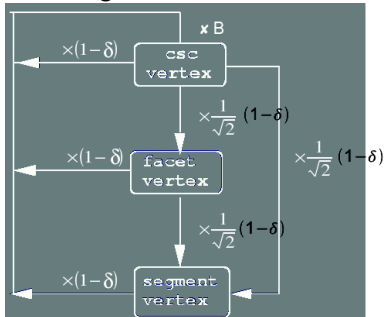 ×B
×(1−δ)
csc
vertex
×1/√2 (1−δ)
×1/√2 (1−δ)
×(1−δ)
facet
vertex
×1/√2 (1−δ)
×(1−δ)
segment
vertex